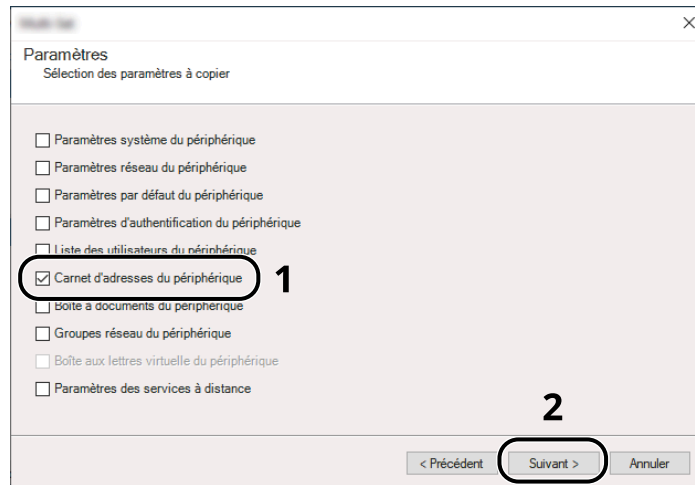 Paramètres
Sélection des paramètres à copier
Paramètres système du périphérique
Paramètres réseau du périphérique
Paramètres par défaut du périphérique
Paramètres d'authentification du périphérique
Liste des utilisateurs du périphérique
Carnet d'adresses du périphérique 1
Boîte à documents du périphérique
Groupes réseau du périphérique
Boîte aux lettres virtuelle du périphérique
Paramètres des services à distance
2
< Précédent Suivant > Annuler